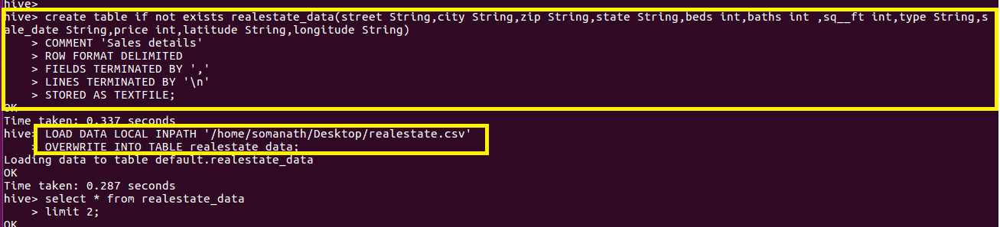 hive>
hive> create table if not exists realestate_data(street String,city String,zip String,state String,beds int,baths int ,sq__ft int,type String,s
ale_date String,price int,latitude String,longitude String)
> COMMENT 'Sales details'
> ROW FORMAT DELIMITED
> FIELDS TERMINATED BY ','
> LINES TERMINATED BY '\n'
> STORED AS TEXTFILE;
OK
Time taken: 0.337 seconds
hive> LOAD DATA LOCAL INPATH '/home/somanath/Desktop/realestate.csv'
> OVERWRITE INTO TABLE realestate_data;
Loading data to table default.realestate_data
OK
Time taken: 0.287 seconds
hive> select * from realestate_data
> limit 2;
OK